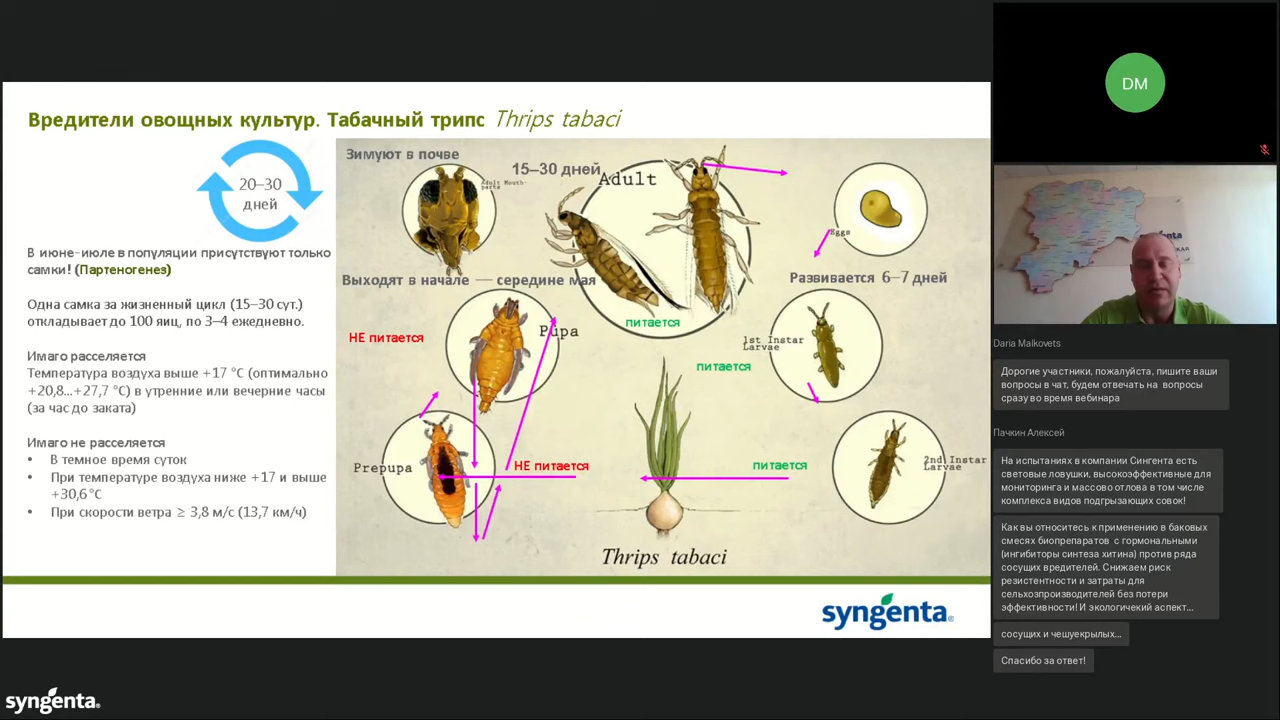 Вредители овощных культур. Табачный трипс Thrips tabaci
20–30
дней
В июне–июле в популяции присутствуют только
самки! (Партеногенез)
Одна самка за жизненный цикл (15–30 сут.)
откладывает до 100 яиц, по 3–4 ежедневно.
Имаго расселяется
Температура воздуха выше +17 °C (оптимально
+20,8...+27,7 °C) в утренние или вечерние часы
(за час до заката)
Имаго не расселяется
• В темное время суток
• При температуре воздуха ниже +17 и выше
+30,6°C
• При скорости ветра ≥ 3,8 м/с (13,7 км/ч)
Зимуют в почве
Adult Mouth-
parts
15–30 дней
Adult
Eggs
Выходят в начале — середине мая
Развивается 6–7 дней
Pupa
НЕ питается
питается
1st Instar
Larvae
питается
Prepupa
НЕ питается
питается
2nd Instar
Larvae
Thrips tabaci
syngenta
syngenta
DM
Daria Malkovets
Дорогие участники, пожалуйста, пишите ваши
вопросы в чат, будем отвечать на вопросы
сразу во время вебинара
Пачкин Алексей
На испытаниях в компании Сингента есть
световые ловушки, высокоэффективные для
мониторинга и массово отлова в том числе
комплекса видов подгрызающих совок!
Как вы относитесь к применению в баковых
смесях биопрепаратов с гормональными
(ингибиторы синтеза хитина) против ряда
сосущих вредителей. Снижаем риск
резистентности и затраты для
сельхозпроизводителей без потери
эффективности! И экологичекий аспект...
сосущих и чешуекрылых...
Спасибо за ответ!